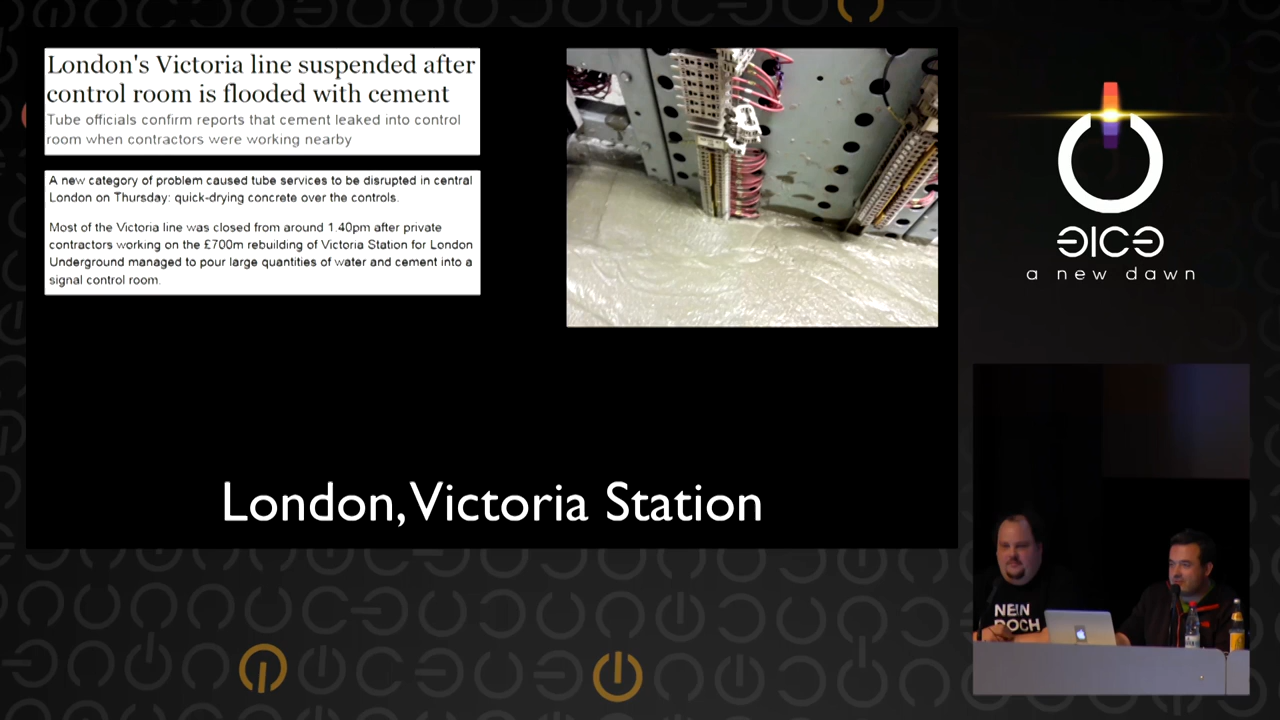 London's Victoria line suspended after
control room is flooded with cement
Tube officials confirm reports that cement leaked into control
room when contractors were working nearby
A new category of problem caused tube services to be disrupted in central
London on Thursday: quick-drying concrete over the controls.
Most of the Victoria line was closed from around 1.40pm after private
contractors working on the £700m rebuilding of Victoria Station for London
Underground managed to pour large quantities of water and cement into a
signal control room.
London, Victoria Station
a new dawn
NEIN
DOCH